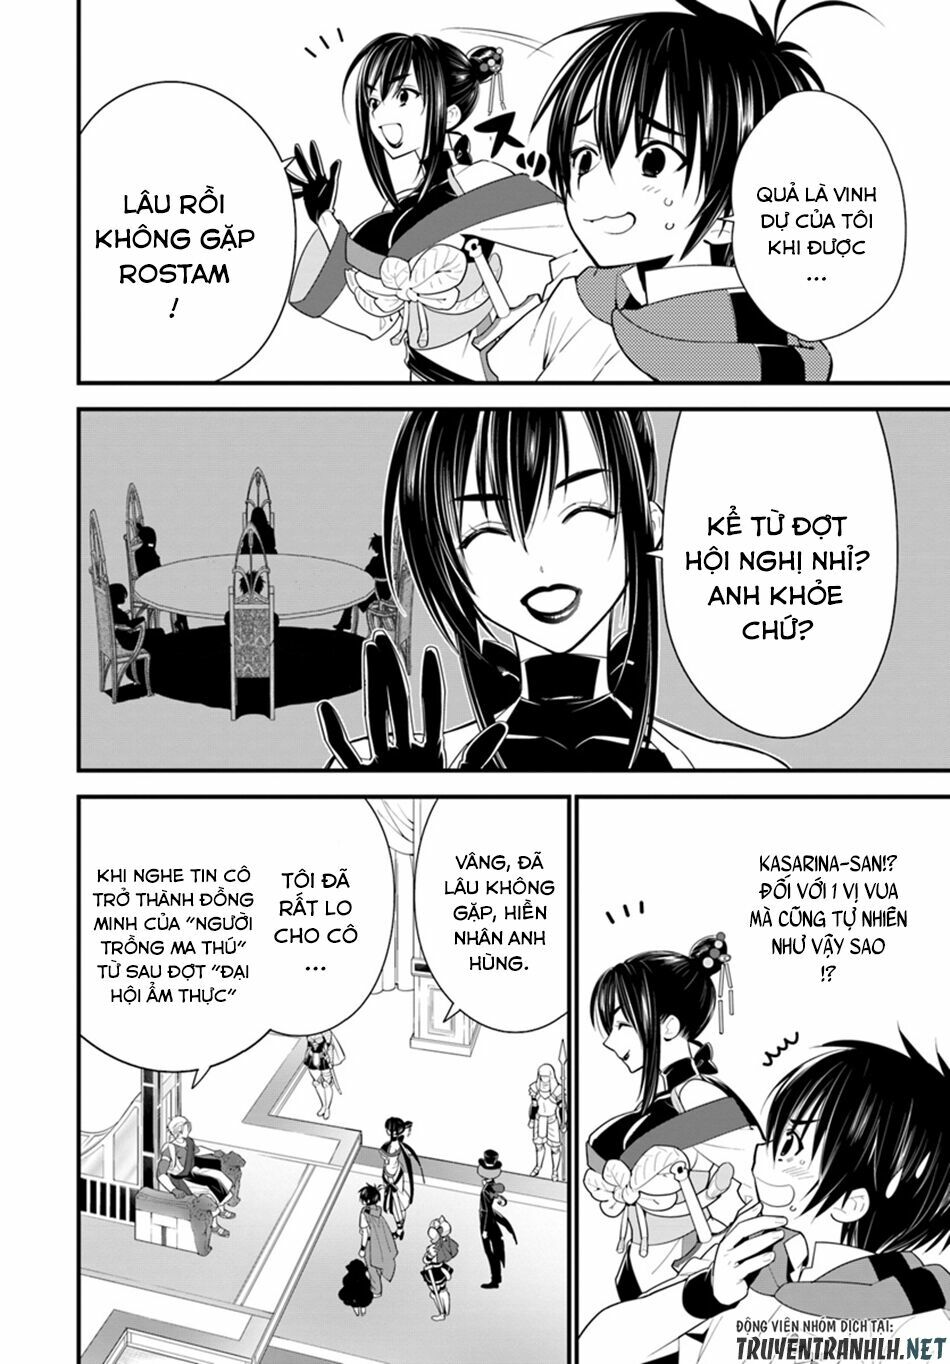 QUẢ LÀ VINH
DỰ CỦA TÔI
KHI ĐƯỢC
...
スッ
LÂU RỒI
KHÔNG GẶP
ROSTAM
!
KỂ TỪ ĐỢT
HỘI NGHỊ NHỈ?
ANH KHỎE
CHỨ?
KASARINA-SAN!?
ĐỐI VỚI 1 VỊ VUA
MÀ CŨNG TỰ NHIÊN
NHƯ VẬY SAO
!?
VÂNG, ĐÃ
LÂU KHÔNG
GẶP, HIỀN
NHÂN ANH
HÙNG.
TÔI ĐÃ
RẤT LO
CHO CÔ
...
KHI NGHE TIN CÔ
TRỞ THÀNH ĐỒNG
MINH CỦA "NGƯỜI
TRỒNG MA THÚ"
TỪ SAU ĐỢT "ĐẠI
HỘI ẨM THỰC"
ĐỘNG VIÊN NHÓM DỊCH TẠI:
TRUYENTRANHLH.NET